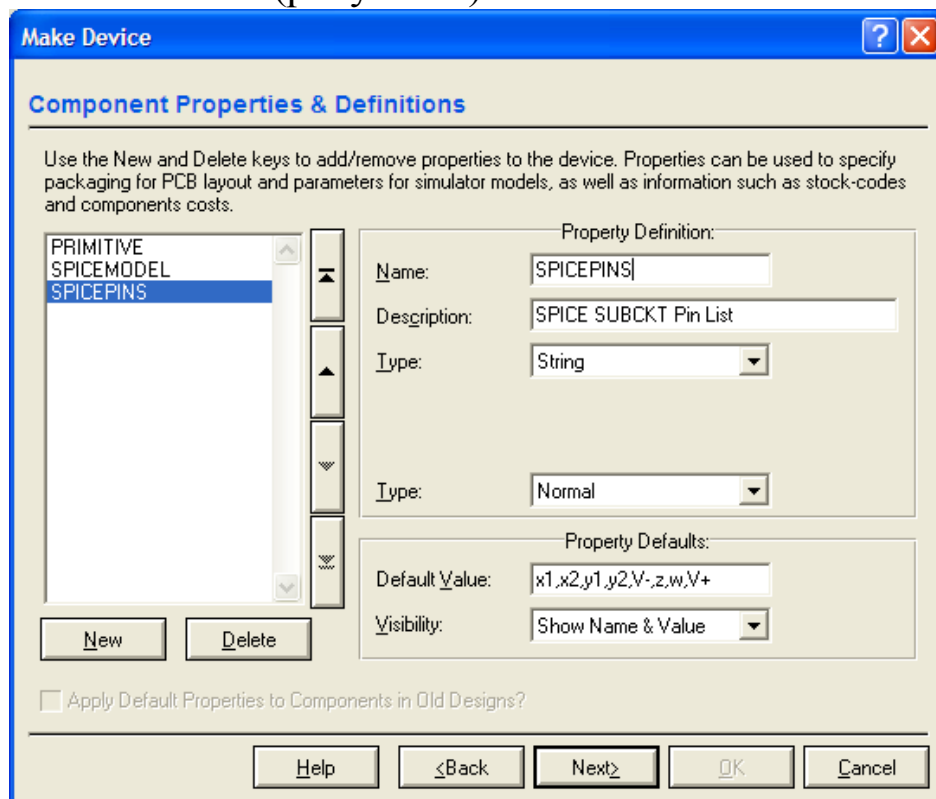 Make Device
Component Properties & Definitions
Use the New and Delete keys to add/remove properties to the device. Properties can be used to specify
packaging for PCB layout and parameters for simulator models, as well as information such as stock-codes
and components costs.
PRIMITIVE
SPICEMODEL
SPICEPINS
Property Definition:
Name: SPICEPINS
Description: SPICE SUBCKT Pin List
Type: String
Type: Normal
Property Defaults:
Default Value: x1,x2,y1,y2,V-,z,w,V+
Visibility: Show Name & Value
New Delete
Apply Default Properties to Components in Old Designs?
Help <Back Next> OK Cancel